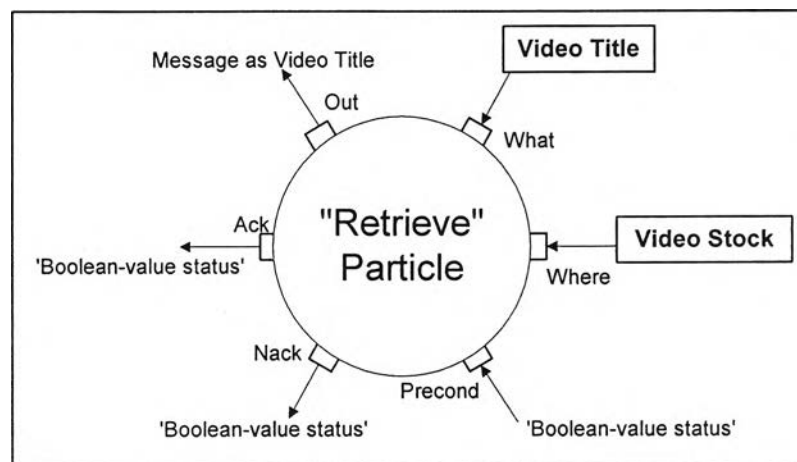 Video Title
Message as Video Title
Out
What
"Retrieve"
Particle
Ack
Video Stock
'Boolean-value status'
Where
Nack
Precond
'Boolean-value status'
'Boolean-value status'